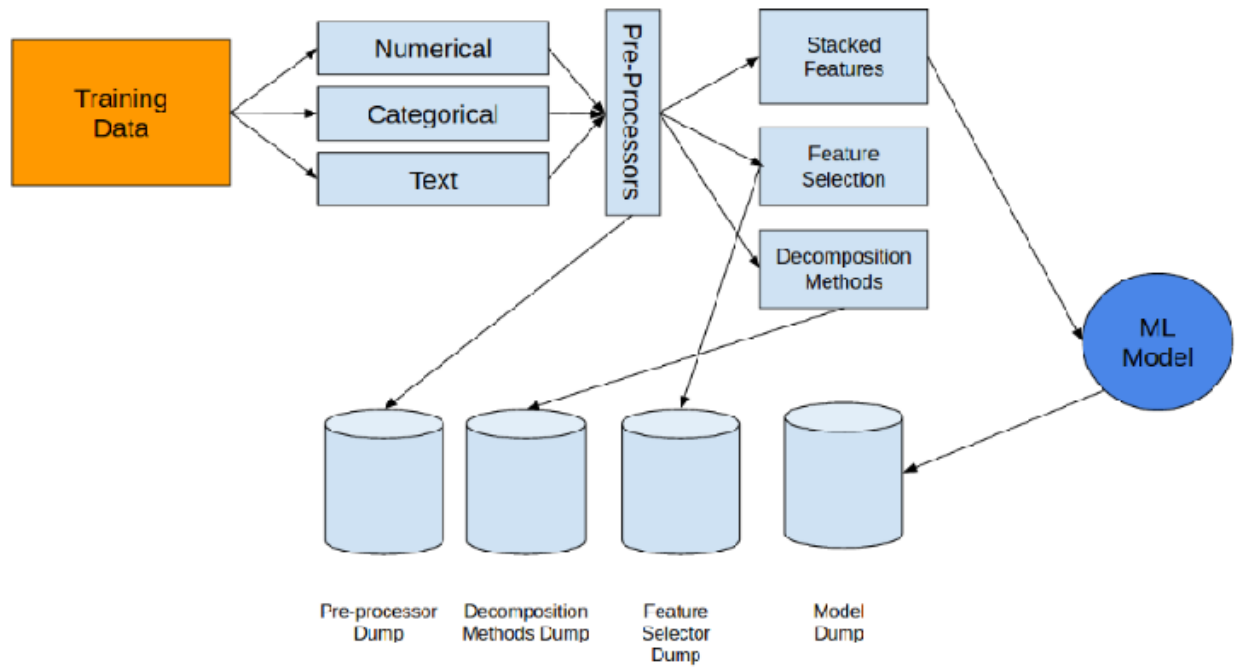 Training
Data
Numerical
Categorical
Text
Pre-Processors
Stacked
Features
Feature
Selection
Decomposition
Methods
ML
Model
Pre-processor
Dump
Decomposition
Methods Dump
Feature
Selector
Dump
Model
Dump